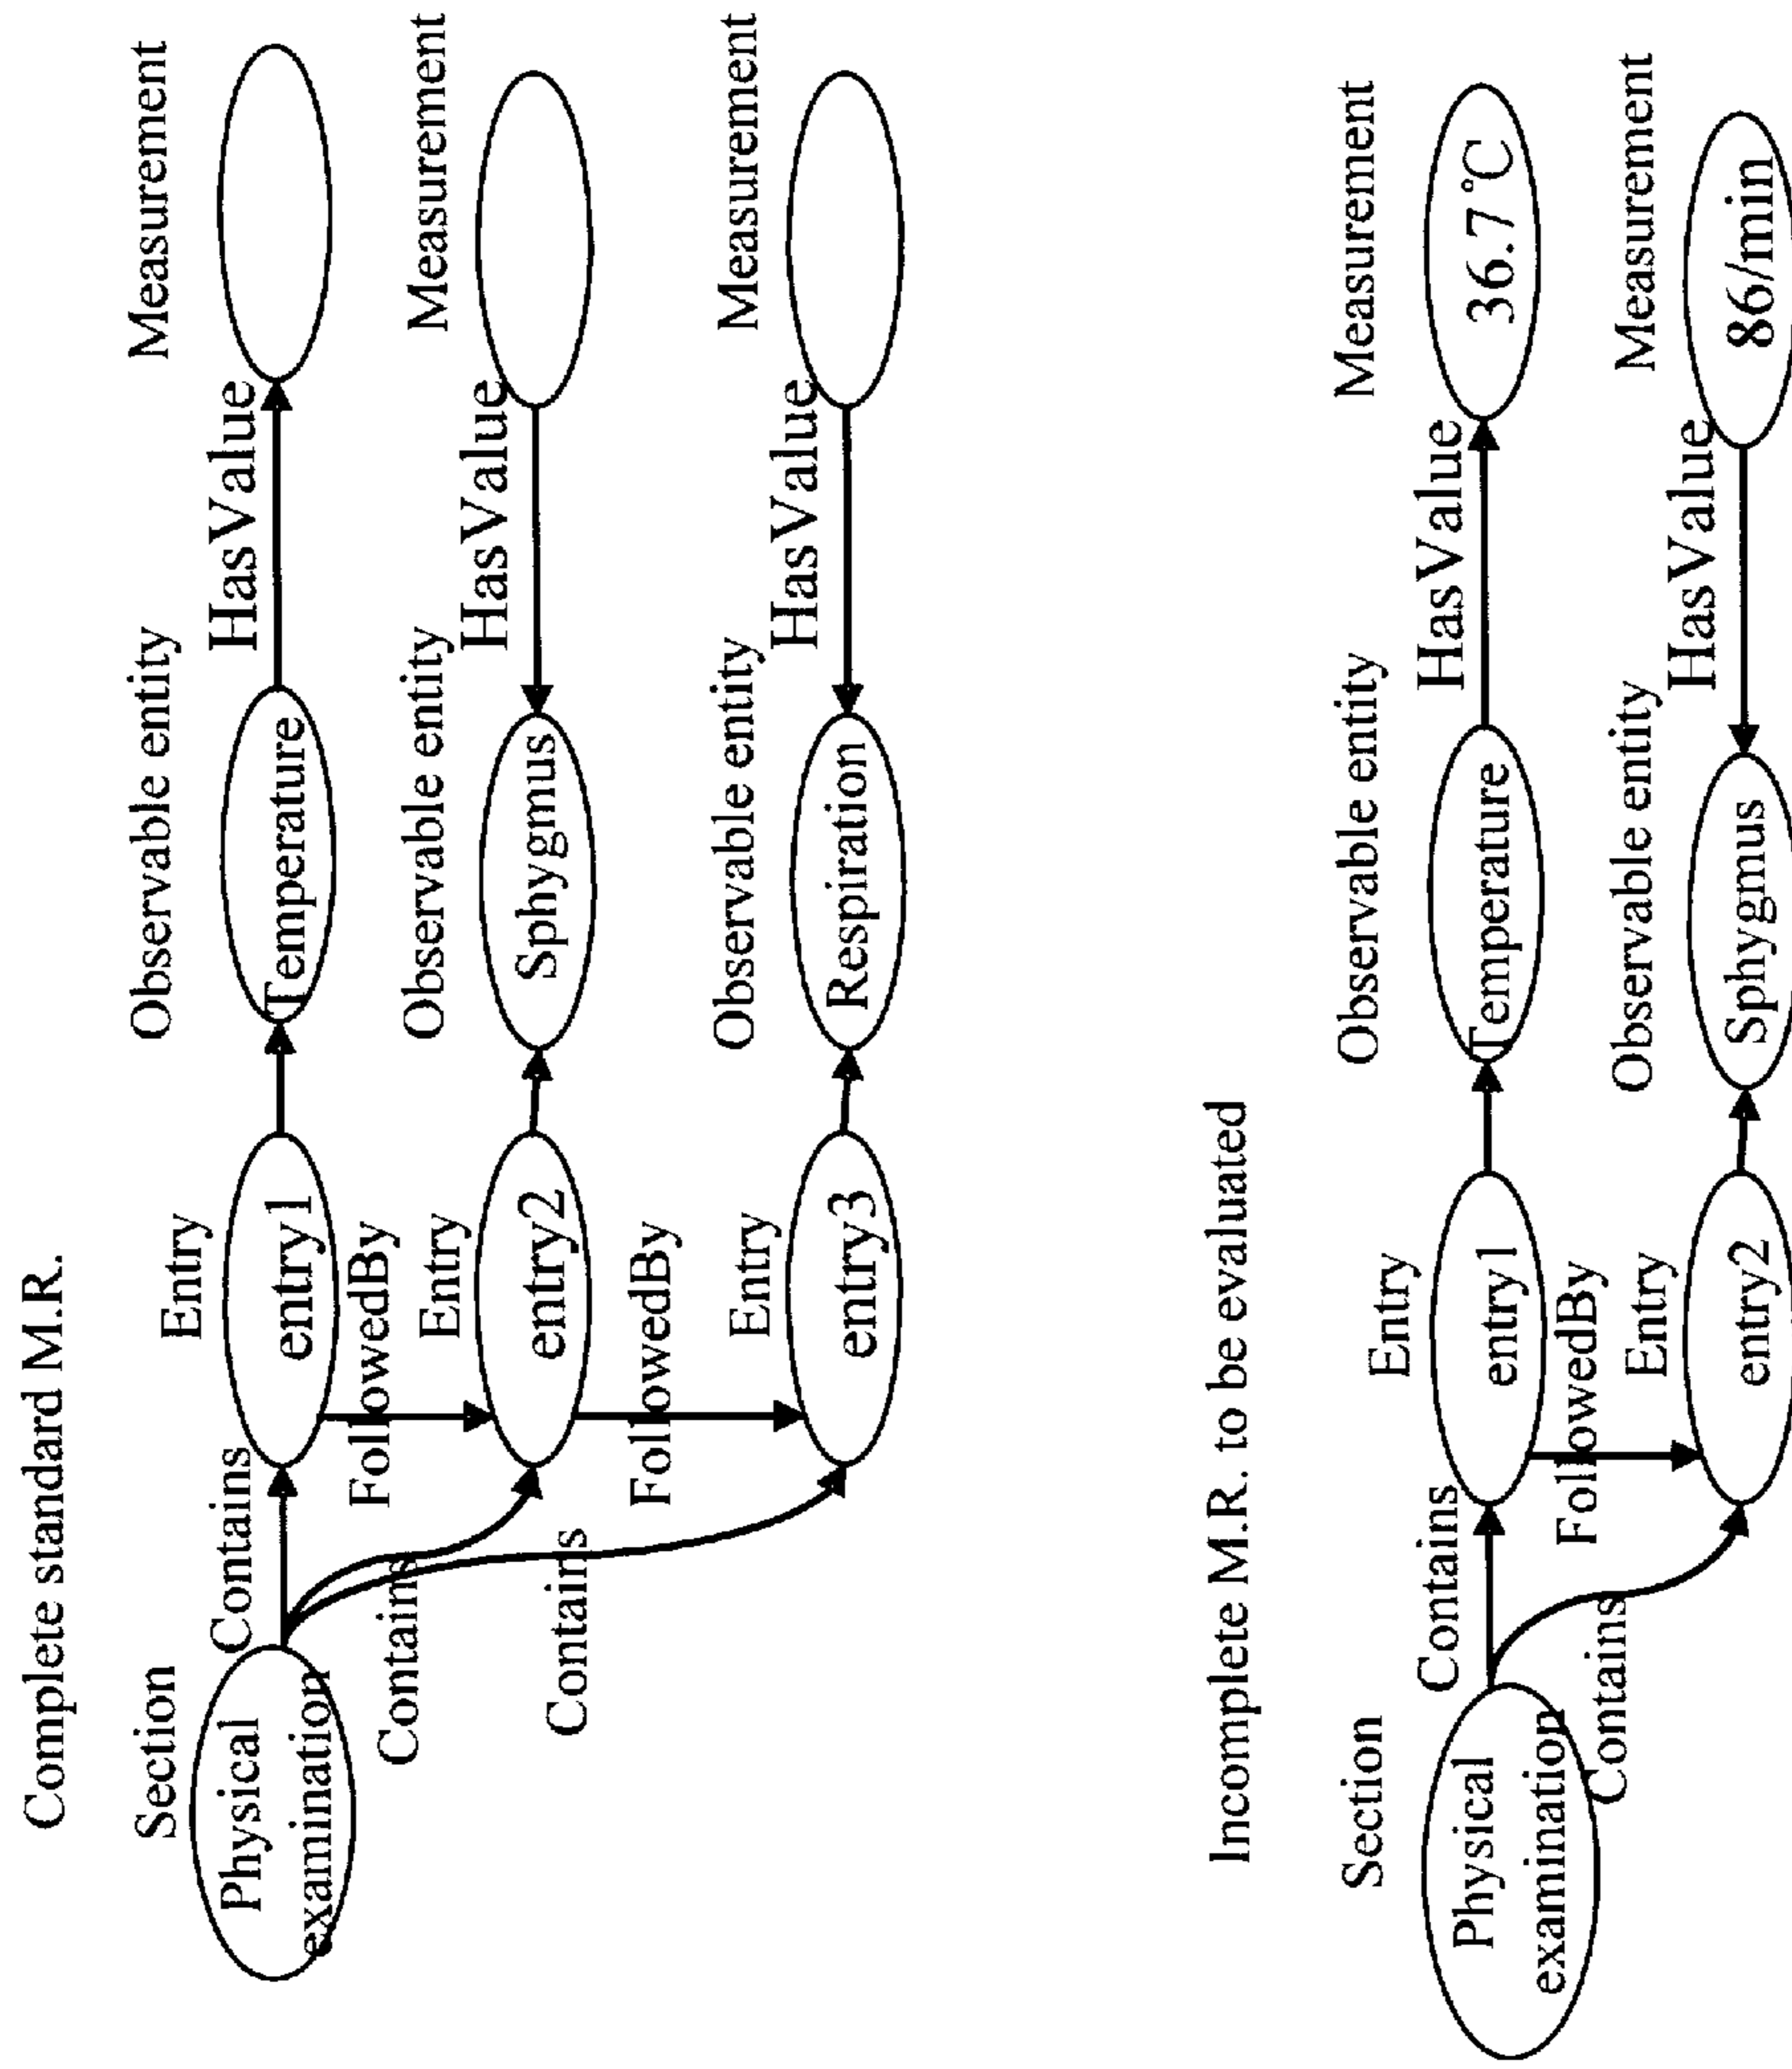 Complete standard M.R.
Section
Entry
Observable entity
Measurement
Physical
examination
Contains
entry1
Temperature
HasValue
FollowedBy
Contains
Entry
Observable entity
Measurement
entry2
Sphygmus
HasValue
FollowedBy
Contains
Entry
Observable entity
Measurement
entry3
Respiration
HasValue
Incomplete M.R. to be evaluated
Section
Entry
Observable entity
Measurement
Physical
examination
Contains
entry1
Temperature
HasValue
36.7℃
FollowedBy
Contains
Entry
Observable entity
Measurement
entry2
Sphygmus
HasValue
86/min